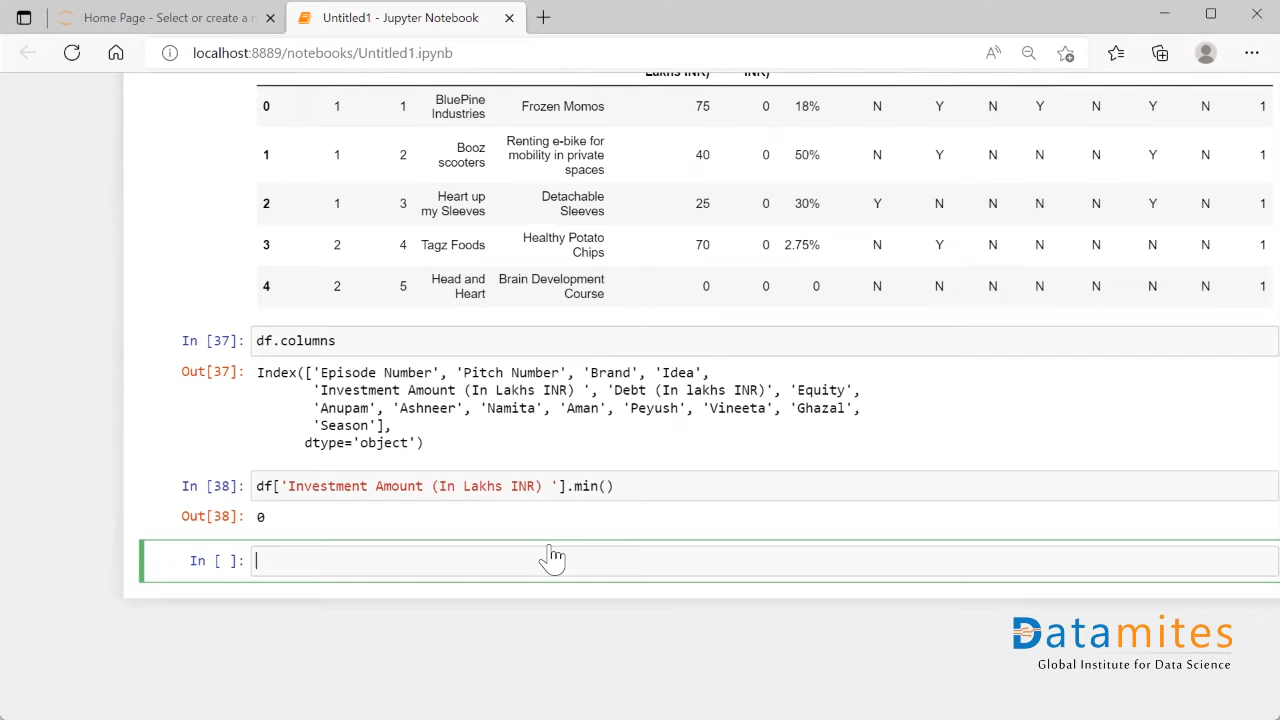 Home Page - Select or create a n
Untitled1 - Jupyter Notebook
localhost:8889/notebooks/Untitled1.ipynb
Lakhs INR) INR)
0 1 1 BluePine Industries Frozen Momos 75 0 18% N Y N Y N Y N 1
1 1 2 Booz scooters Renting e-bike for mobility in private spaces 40 0 50% N Y N N N Y N 1
2 1 3 Heart up my Sleeves Detachable Sleeves 25 0 30% Y N N N N Y N 1
3 2 4 Tagz Foods Healthy Potato Chips 70 0 2.75% N Y N N N N N 1
4 2 5 Head and Heart Brain Development Course 0 0 0 N N N N N N N 1
In [37]: df.columns
Out[37]: Index(['Episode Number', 'Pitch Number', 'Brand', 'Idea',
'Investment Amount (In Lakhs INR) ', 'Debt (In lakhs INR)', 'Equity',
'Anupam', 'Ashneer', 'Namita', 'Aman', 'Peyush', 'Vineeta', 'Ghazal',
'Season'],
dtype='object')
In [38]: df['Investment Amount (In Lakhs INR) '].min()
Out[38]: 0
In [ ]:
Datamites
Global Institute for Data Science